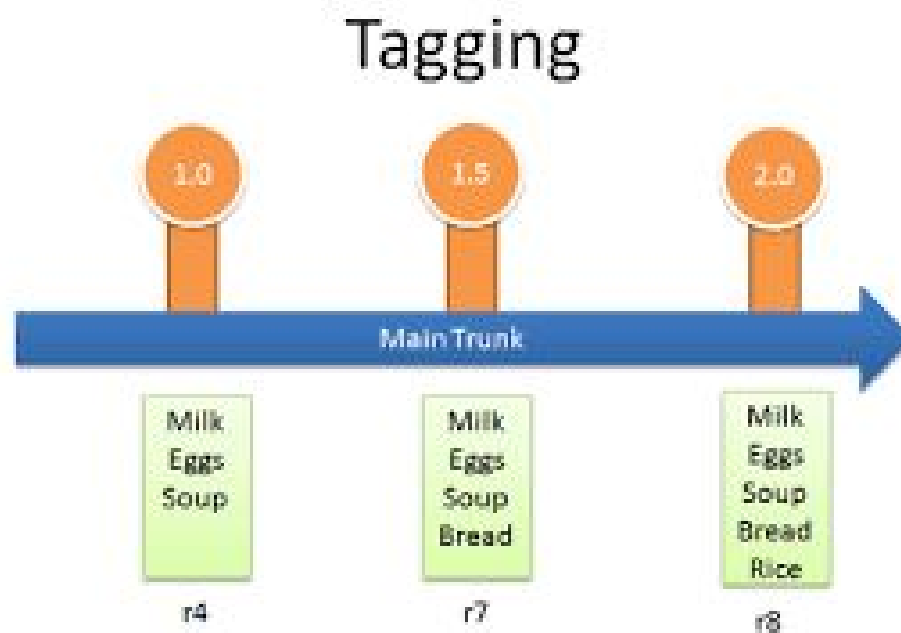 Tagging
1.0
1.5
2.0
Main Trunk
Milk
Eggs
Soup
r4
Milk
Eggs
Soup
Bread
r7
Milk
Eggs
Soup
Bread
Rice
r8